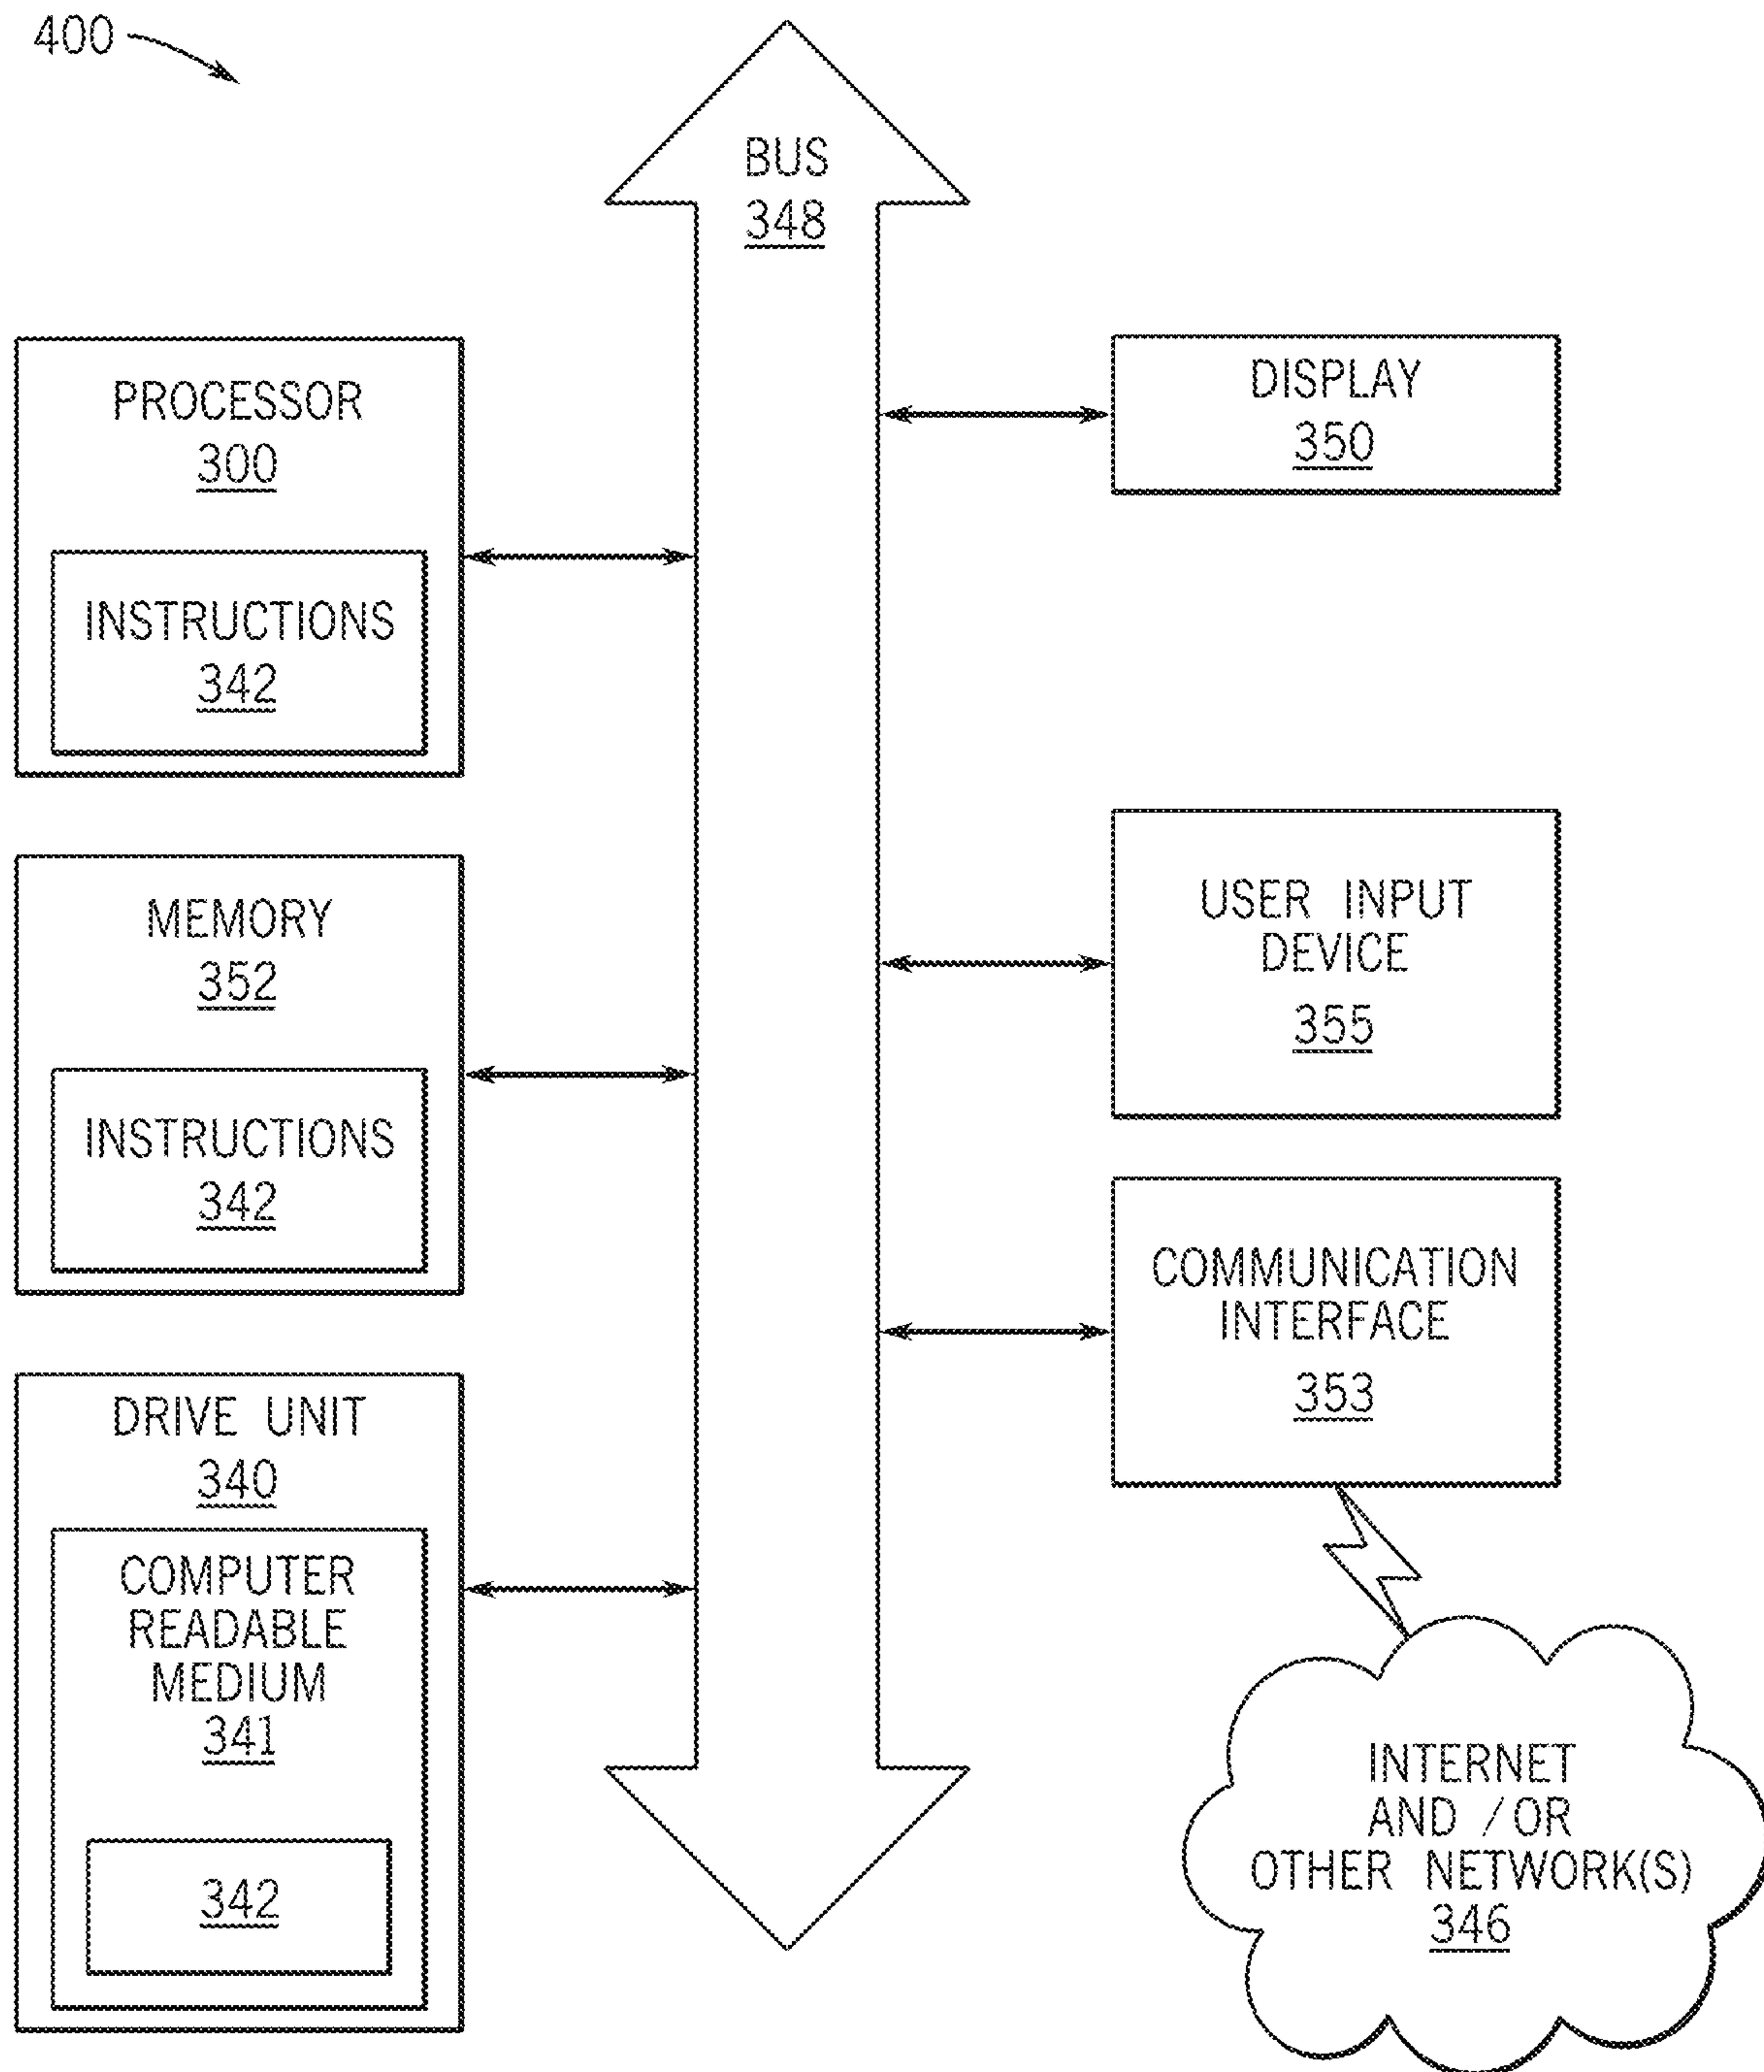 400
BUS
348
PROCESSOR
300
INSTRUCTIONS
342
MEMORY
352
INSTRUCTIONS
342
DRIVE UNIT
340
COMPUTER
READABLE
MEDIUM
341
342
DISPLAY
350
USER INPUT
DEVICE
355
COMMUNICATION
INTERFACE
353
INTERNET
AND /OR
OTHER NETWORK(S)
346